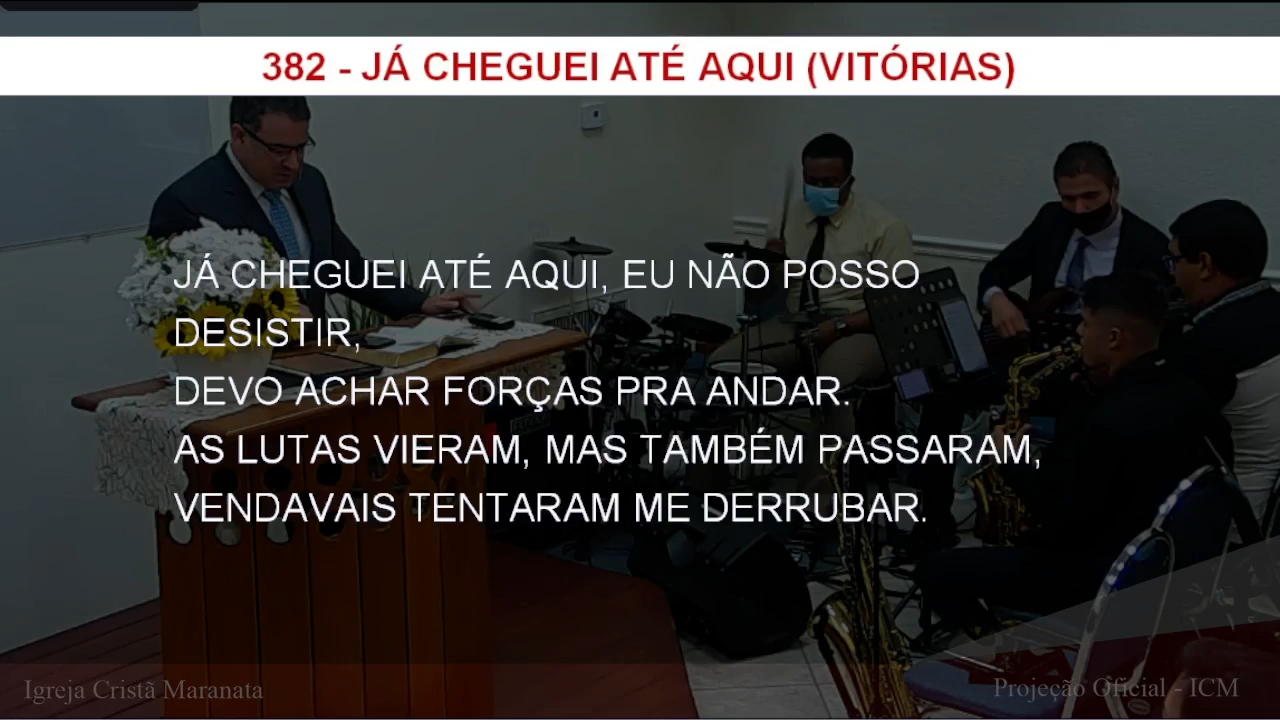 382 - JÁ CHEGUEI ATÉ AQUI (VITÓRIAS)
JÁ CHEGUEI ATÉ AQUI, EU NÃO POSSO
DESISTIR,
DEVO ACHAR FORÇAS PRA ANDAR.
AS LUTAS VIERAM, MAS TAMBÉM PASSARAM,
VENDAVAIS TENTARAM ME DERRUBAR.
Igreja Cristã Maranata
Projeção Oficial - ICM